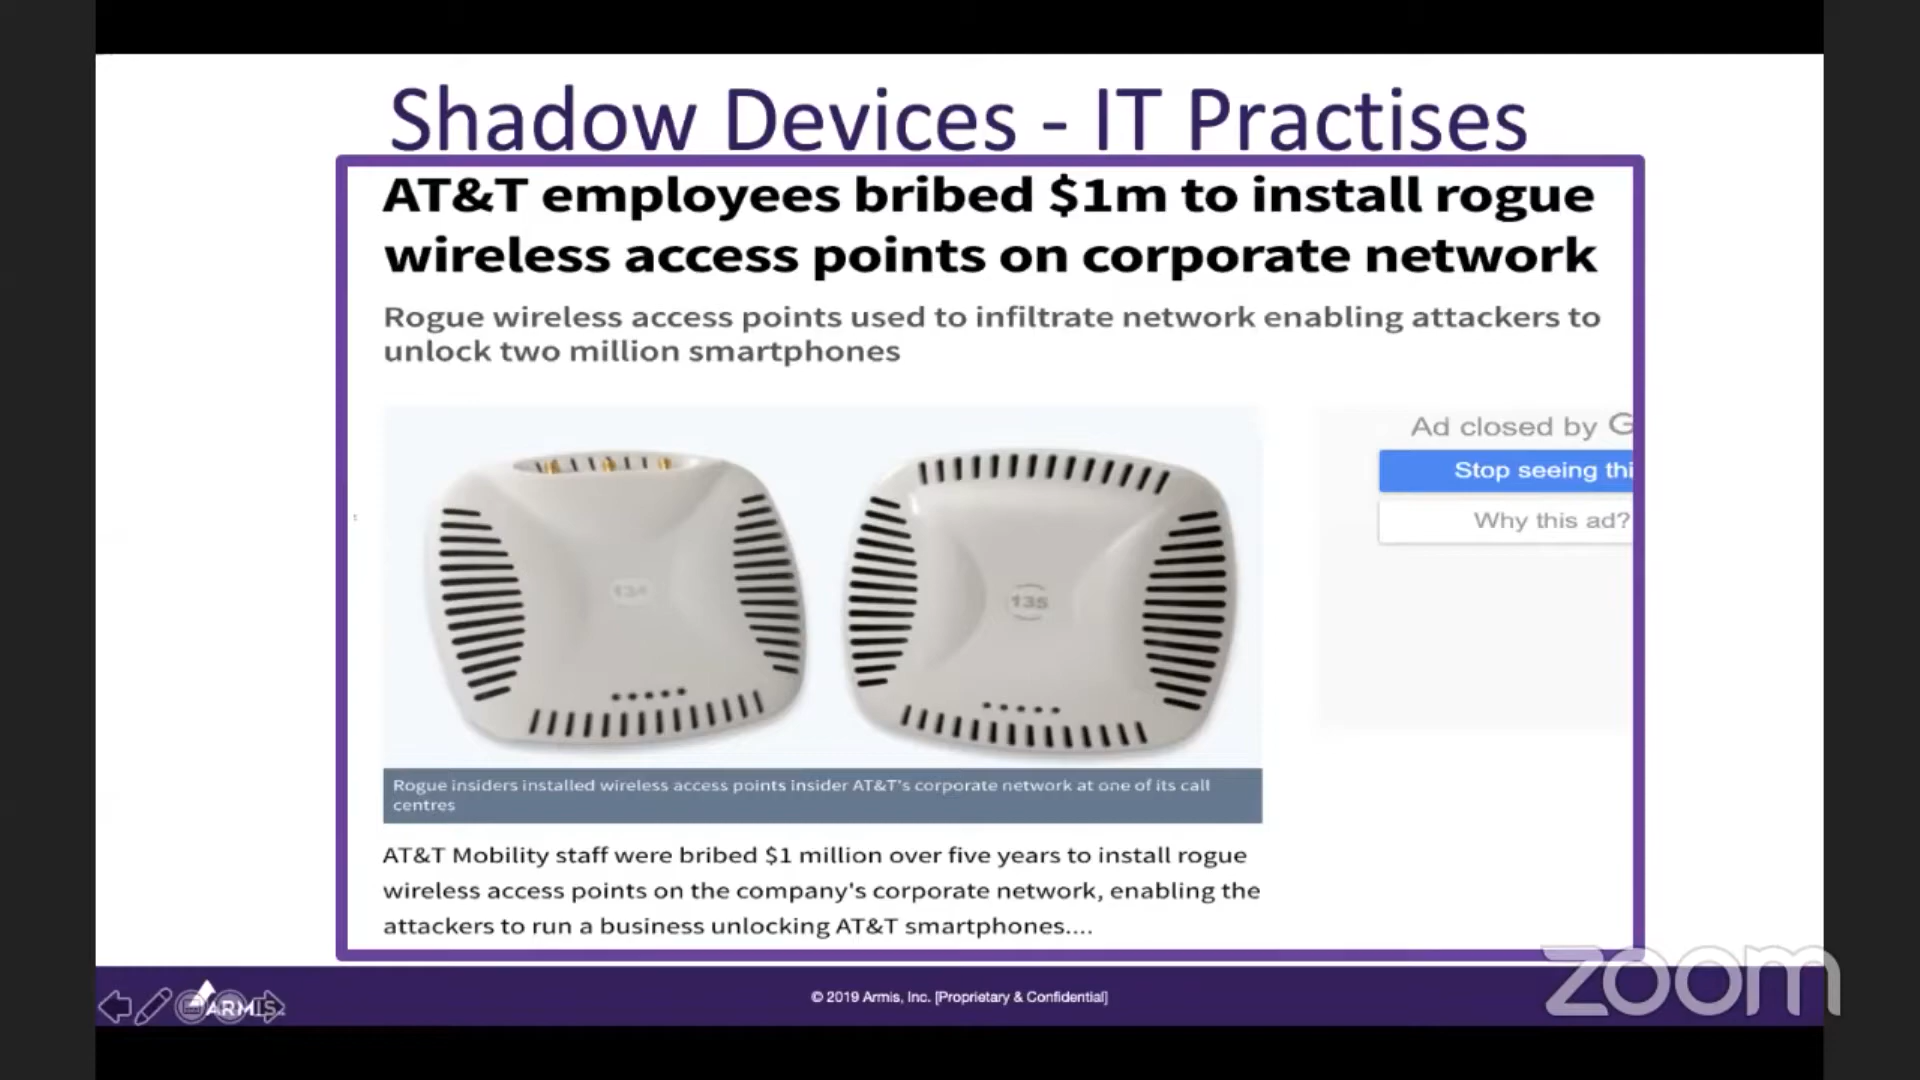 Shadow Devices - IT Practises
AT&T employees bribed $1m to install rogue
wireless access points on corporate network
Rogue wireless access points used to infiltrate network enabling attackers to
unlock two million smartphones
Ad closed by G
Stop seeing thi
Why this ad?
134
135
Rogue insiders installed wireless access points insider AT&T's corporate network at one of its call
centres
AT&T Mobility staff were bribed $1 million over five years to install rogue
wireless access points on the company's corporate network, enabling the
attackers to run a business unlocking AT&T smartphones....
ARMIS
© 2019 Armis, Inc. [Proprietary & Confidential]
zoom